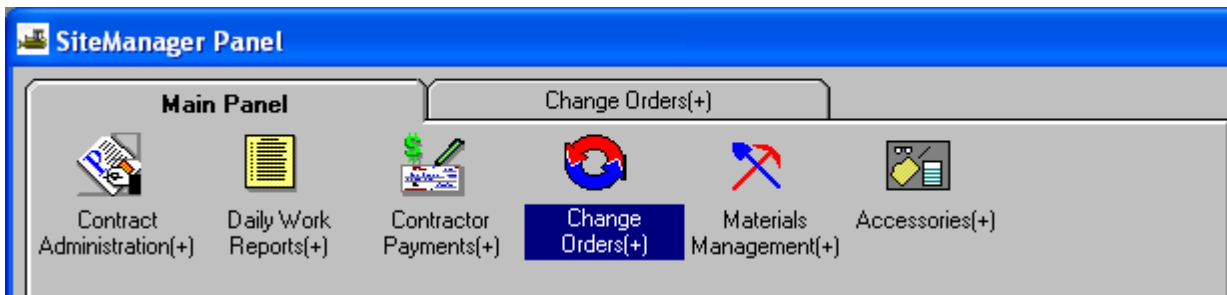 SiteManager Panel
Main Panel
Change Orders(+)
Contract
Administration(+)
Daily Work
Reports(+)
Contractor
Payments(+)
Change
Orders(+)
Materials
Management(+)
Accessories(+)